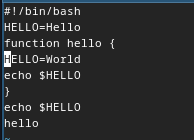 #!/bin/bash
HELLO=Hello
function hello {
HELLO=World
echo $HELLO
}
echo $HELLO
hello
~